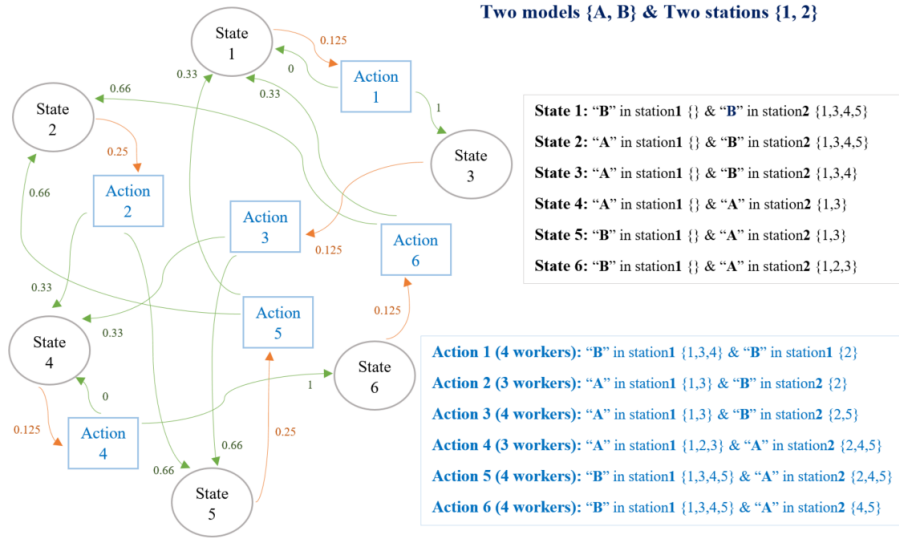 Two models {A, B} & Two stations {1, 2}
State
1
0.125
0
Action
1
1
0.33
0.33
0.66
State
2
0.25
Action
2
0.66
State
3
0.125
Action
3
Action
6
0.125
Action
5
0.33
0.33
State
4
0
0.125
Action
4
1
State
6
0.25
0.66
0.66
State
5
State 1: “B” in station1 {} & “B” in station2 {1,3,4,5}
State 2: “A” in station1 {} & “B” in station2 {1,3,4,5}
State 3: “A” in station1 {} & “B” in station2 {1,3,4}
State 4: “A” in station1 {} & “A” in station2 {1,3}
State 5: “B” in station1 {} & “A” in station2 {1,3}
State 6: “B” in station1 {} & “A” in station2 {1,2,3}
Action 1 (4 workers): “B” in station1 {1,3,4} & “B” in station1 {2}
Action 2 (3 workers): “A” in station1 {1,3} & “B” in station2 {2}
Action 3 (4 workers): “A” in station1 {1,3} & “B” in station2 {2,5}
Action 4 (3 workers): “A” in station1 {1,2,3} & “A” in station2 {2,4,5}
Action 5 (4 workers): “B” in station1 {1,3,4,5} & “A” in station2 {2,4,5}
Action 6 (4 workers): “B” in station1 {1,3,4,5} & “A” in station2 {4,5}